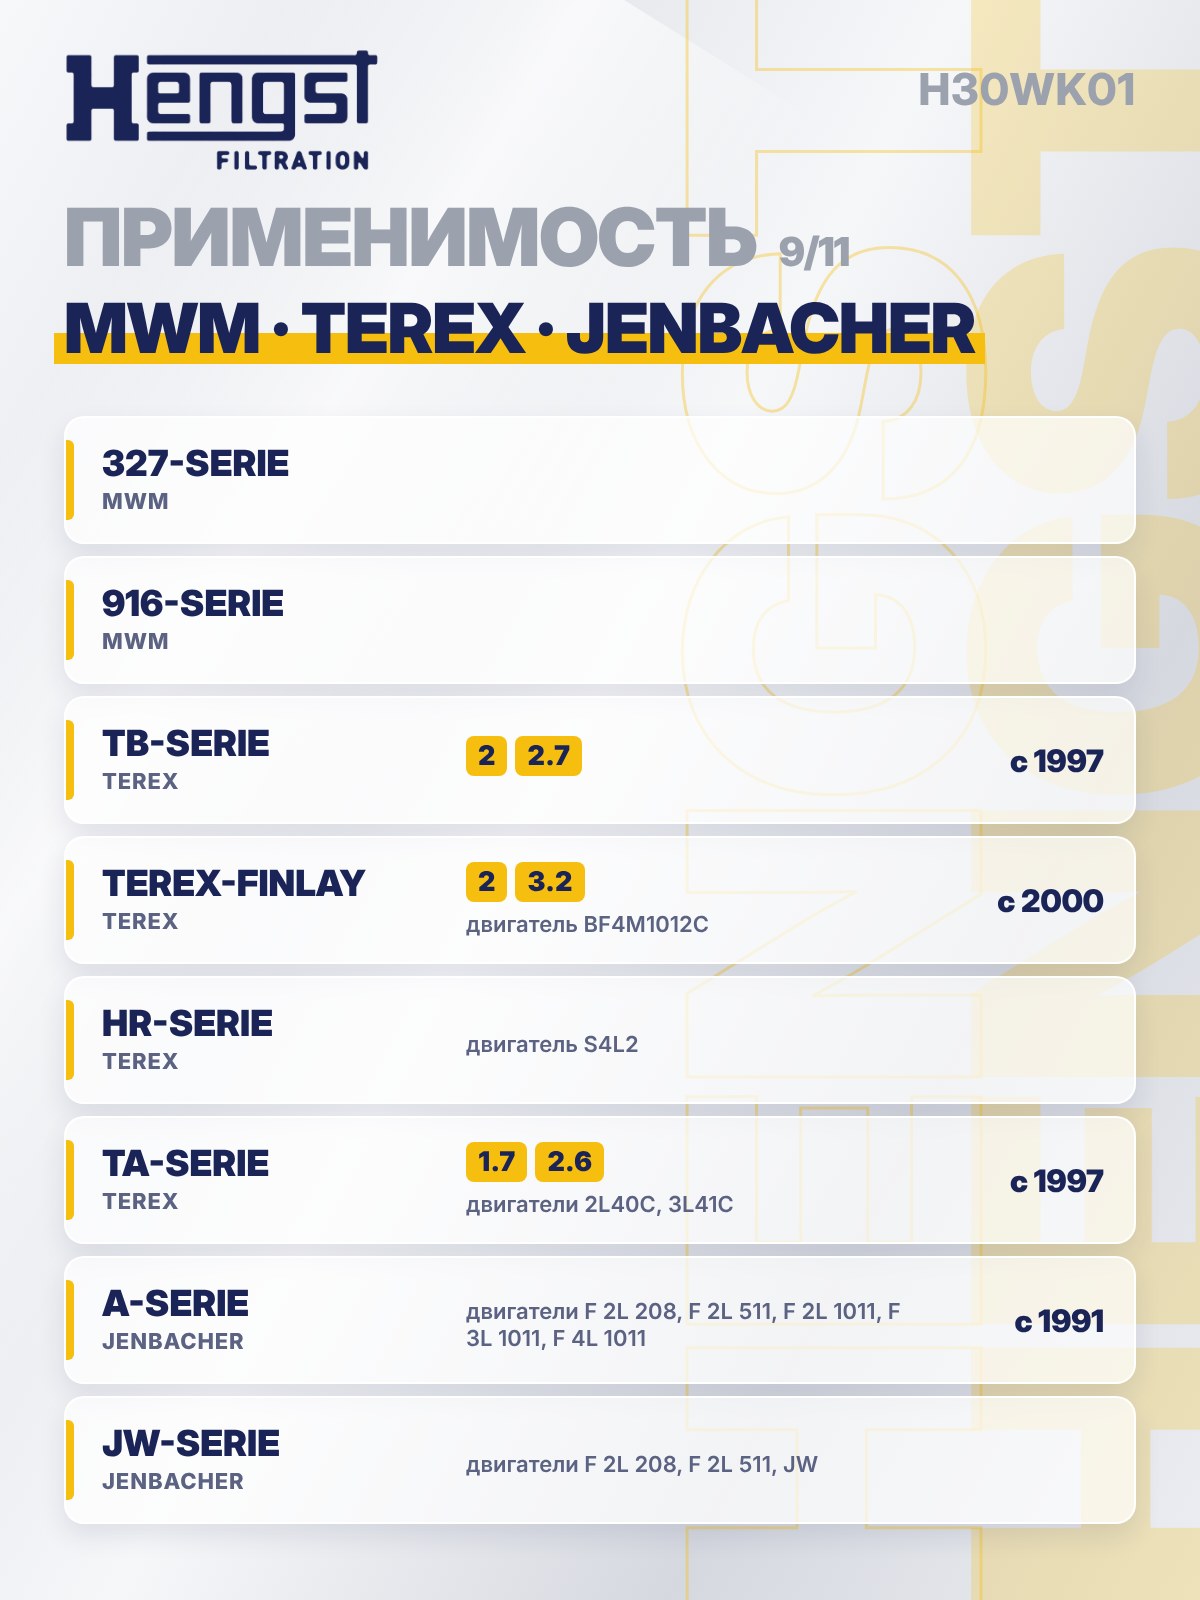 Hengst
FILTRATION
H30WK01
ПРИМЕНИМОСТЬ 9/11
MWM · TEREX · JENBACHER
327-SERIE
MWM
916-SERIE
MWM
TB-SERIE
TEREX
2 2.7
с 1997
TEREX-FINLAY
TEREX
2 3.2
двигатель BF4M1012C
с 2000
HR-SERIE
TEREX
двигатель S4L2
TA-SERIE
TEREX
1.7 2.6
двигатели 2L40C, 3L41C
с 1997
A-SERIE
JENBACHER
двигатели F 2L 208, F 2L 511, F 2L 1011, F
3L 1011, F 4L 1011
с 1991
JW-SERIE
JENBACHER
двигатели F 2L 208, F 2L 511, JW
HENGST
HENGST